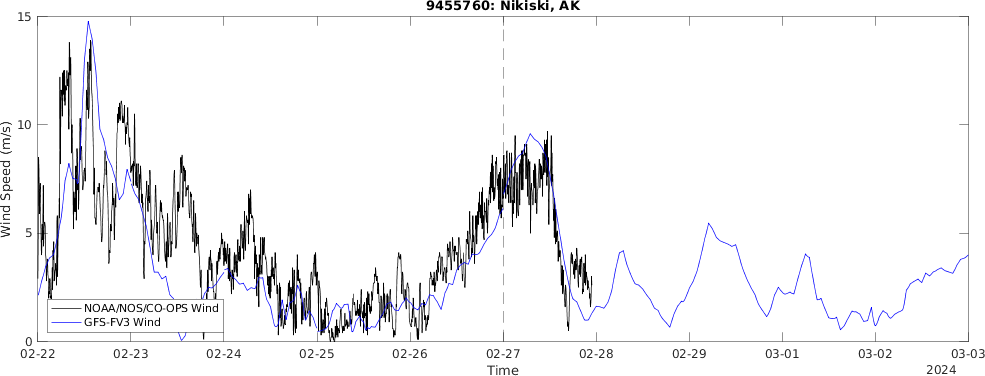 9455760: Nikiski, AK
15
10
5
0
Wind Speed (m/s)
NOAA/NOS/CO-OPS Wind
GFS-FV3 Wind
02-22 02-23 02-24 02-25 02-26 02-27 02-28 02-29 03-01 03-02 03-03
Time
2024